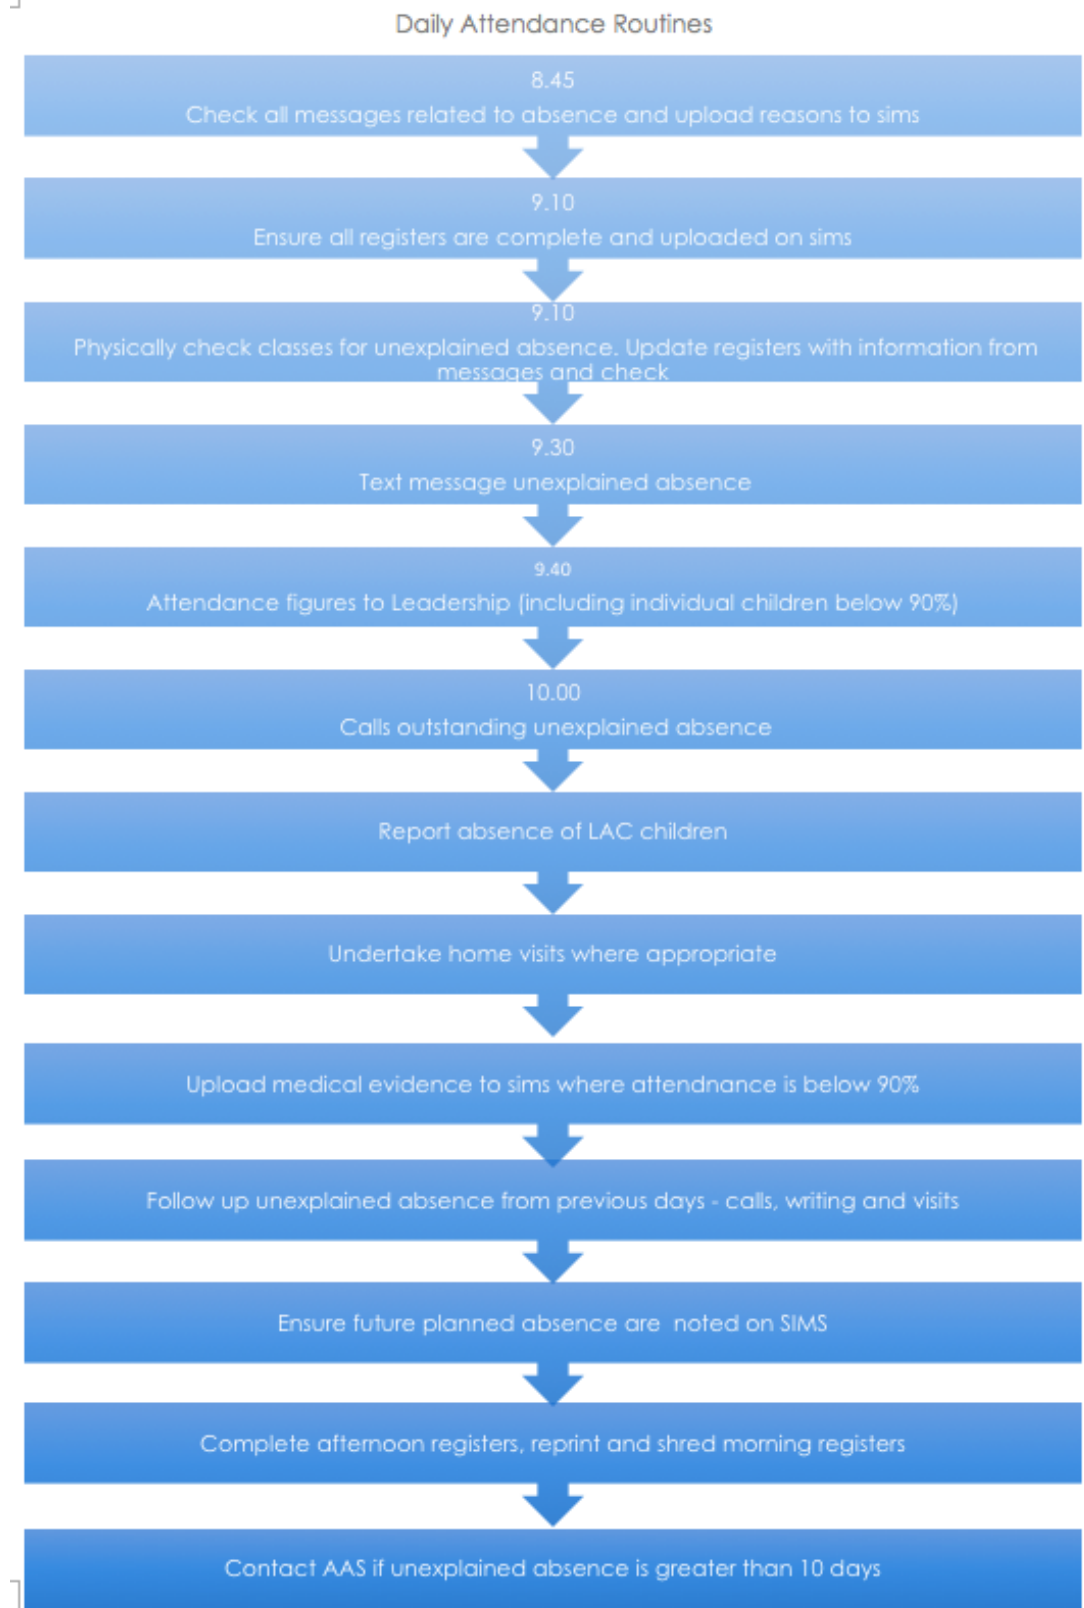 Daily Attendance Routines
8.45
Check all messages related to absence and upload reasons to sims
9.10
Ensure all registers are complete and uploaded on sims
9.10
Physically check classes for unexplained absence. Update registers with information from
messages and check
9.30
Text message unexplained absence
9.40
Attendance figures to Leadership (including individual children below 90%)
10.00
Calls outstanding unexplained absence
Report absence of LAC children
Undertake home visits where appropriate
Upload medical evidence to sims where attendnance is below 90%
Follow up unexplained absence from previous days - calls, writing and visits
Ensure future planned absence are  noted on SIMS
Complete afternoon registers, reprint and shred morning registers
Contact AAS if unexplained absence is greater than 10 days